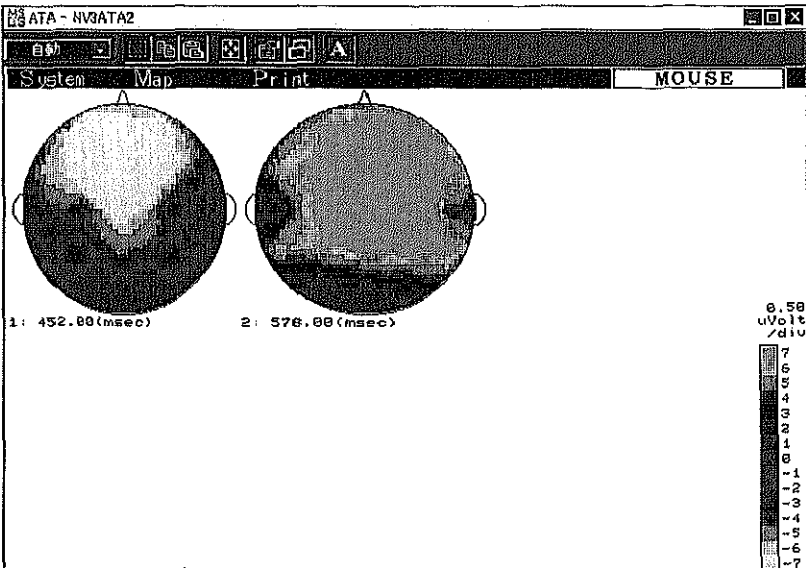 MS ATA - NV3ATA2
自動
A
System Map Print MOUSE
1: 452.00(msec) 2: 578.00(msec)
0.50
uVolt
/div
7
6
5
4
3
2
1
0
-1
-2
-3
-4
-5
-6
-7